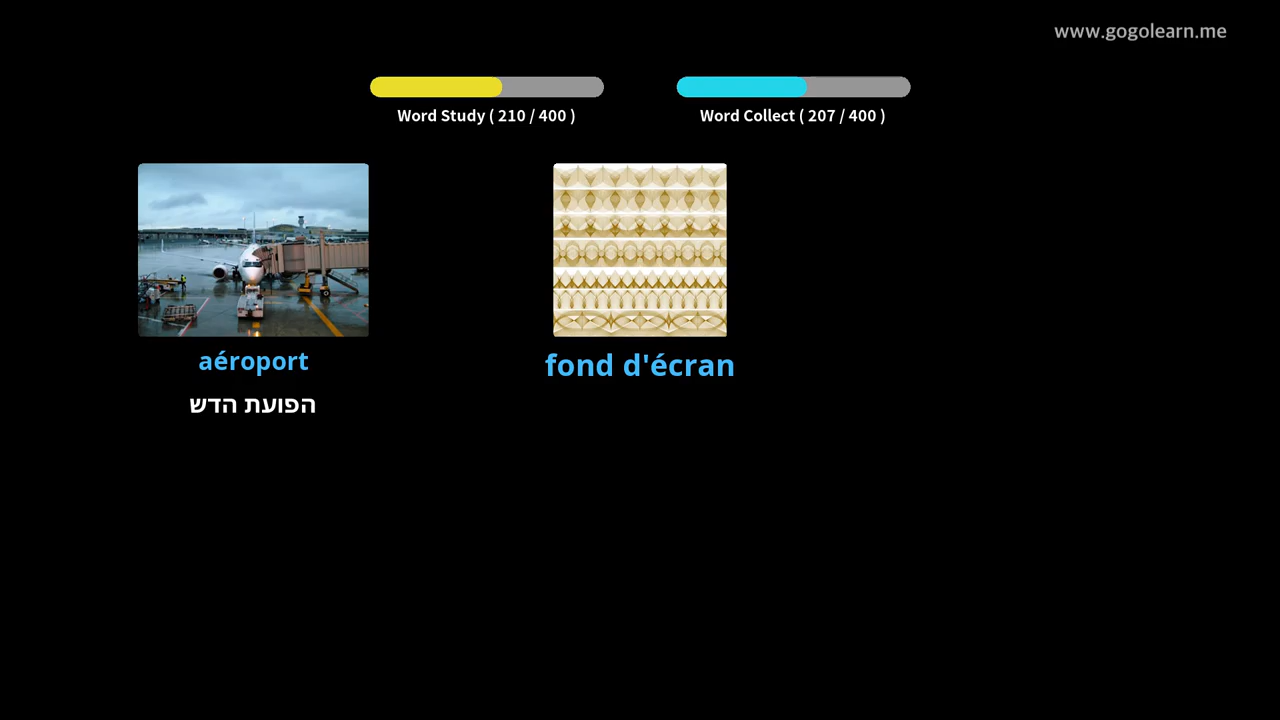 www.gogolearn.me
Word Study ( 210 / 400 )
Word Collect ( 207 / 400 )
aéroport
fond d'écran
הפועת הדש